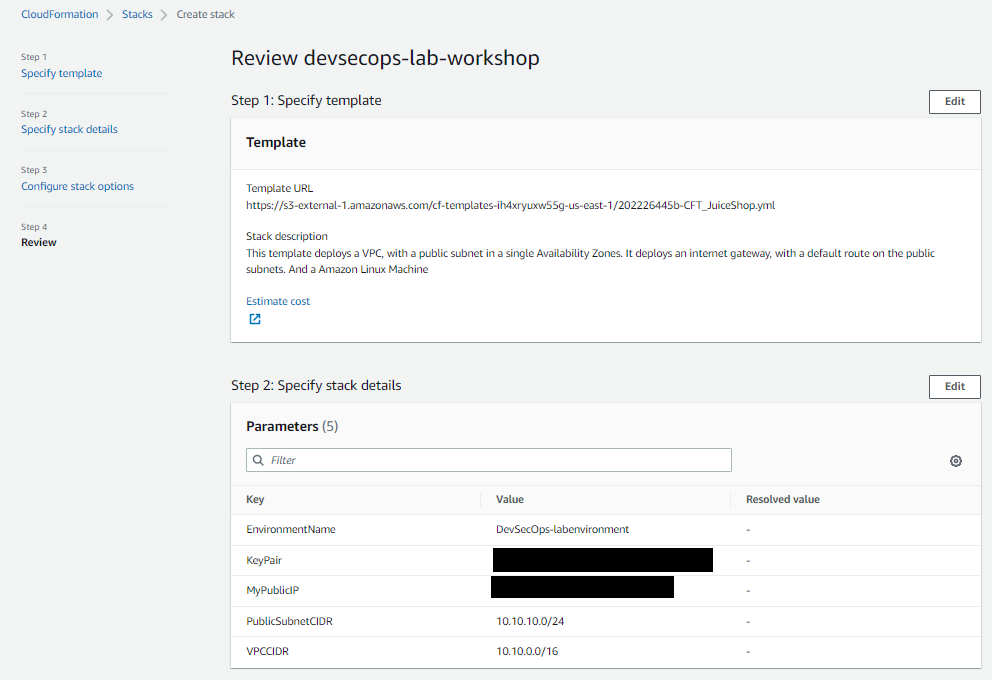 CloudFormation > Stacks > Create stack
Step 1
Specify template
Step 2
Specify stack details
Step 3
Configure stack options
Step 4
Review
Review devsecops-lab-workshop
Step 1: Specify template
Edit
Template
Template URL
https://s3-external-1.amazonaws.com/cf-templates-ih4xryuxw55g-us-east-1/202226445b-CFT_JuiceShop.yml
Stack description
This template deploys a VPC, with a public subnet in a single Availability Zones. It deploys an internet gateway, with a default route on the public
subnets. And a Amazon Linux Machine
Estimate cost
Step 2: Specify stack details
Edit
Parameters (5)
Filter
Key Value Resolved value
EnvironmentName DevSecOps-labenvironment -
KeyPair -
MyPublicIP -
PublicSubnetCIDR 10.10.10.0/24 -
VPCCIDR 10.10.0.0/16 -